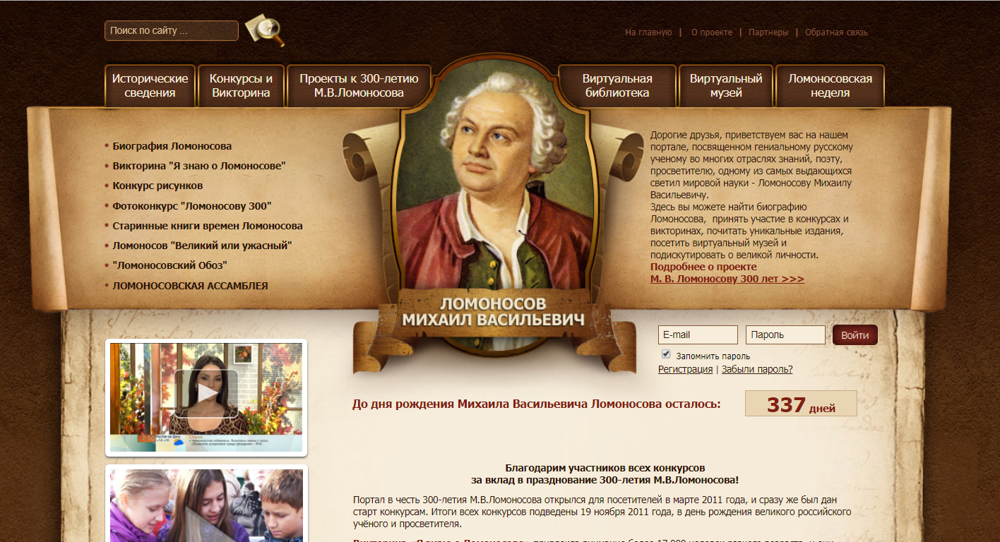 Поиск по сайту ...
На главную | О проекте | Партнеры | Обратная связь
Исторические
сведения
Конкурсы и
Викторина
Проекты к 300-летию
М.В.Ломоносова
Виртуальная
библиотека
Виртуальный
музей
Ломоносовская
неделя
Биография Ломоносова
Викторина "Я знаю о Ломоносове"
Конкурс рисунков
Фотоконкурс "Ломоносову 300"
Старинные книги времен Ломоносова
Ломоносов "Великий или ужасный"
"Ломоносовский Обоз"
ЛОМОНОСОВСКАЯ АССАМБЛЕЯ
ЛОМОНОСОВ
МИХАИЛ ВАСИЛЬЕВИЧ
Дорогие друзья, приветствуем вас на нашем
портале, посвященном гениальному русскому
ученому во многих отраслях знаний, поэту,
просветителю, одному из самых выдающихся
светил мировой науки - Ломоносову Михаилу
Васильевичу.
Здесь вы можете найти биографию
Ломоносова, принять участие в конкурсах и
викторинах, почитать уникальные издания,
посетить виртуальный музей и
подискутировать о великой личности.
Подробнее о проекте
М. В. Ломоносову 300 лет >>>
E-mail
Пароль
Войти
Запомнить пароль
Регистрация | Забыли пароль?
7:50
Ростов-на-Дону
+14 +16
До дня рождения Михаила Васильевича Ломоносова осталось:
337 дней
Благодарим участников всех конкурсов
за вклад в празднование 300-летия М.В.Ломоносова!
Портал в честь 300-летия М.В.Ломоносова открылся для посетителей в марте 2011 года, и сразу же был дан
старт конкурсам. Итоги всех конкурсов подведены 19 ноября 2011 года, в день рождения великого российского
учёного и просветителя.